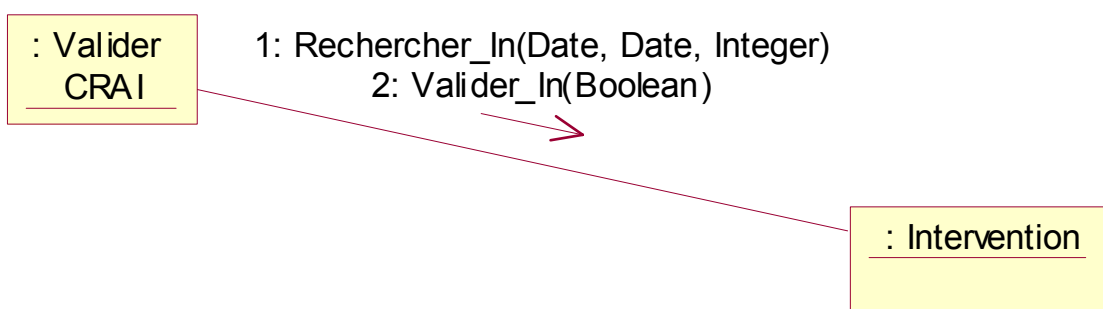 : Valider
CRAI
1: Rechercher_In(Date, Date, Integer)
2: Valider_In(Boolean)
: Intervention